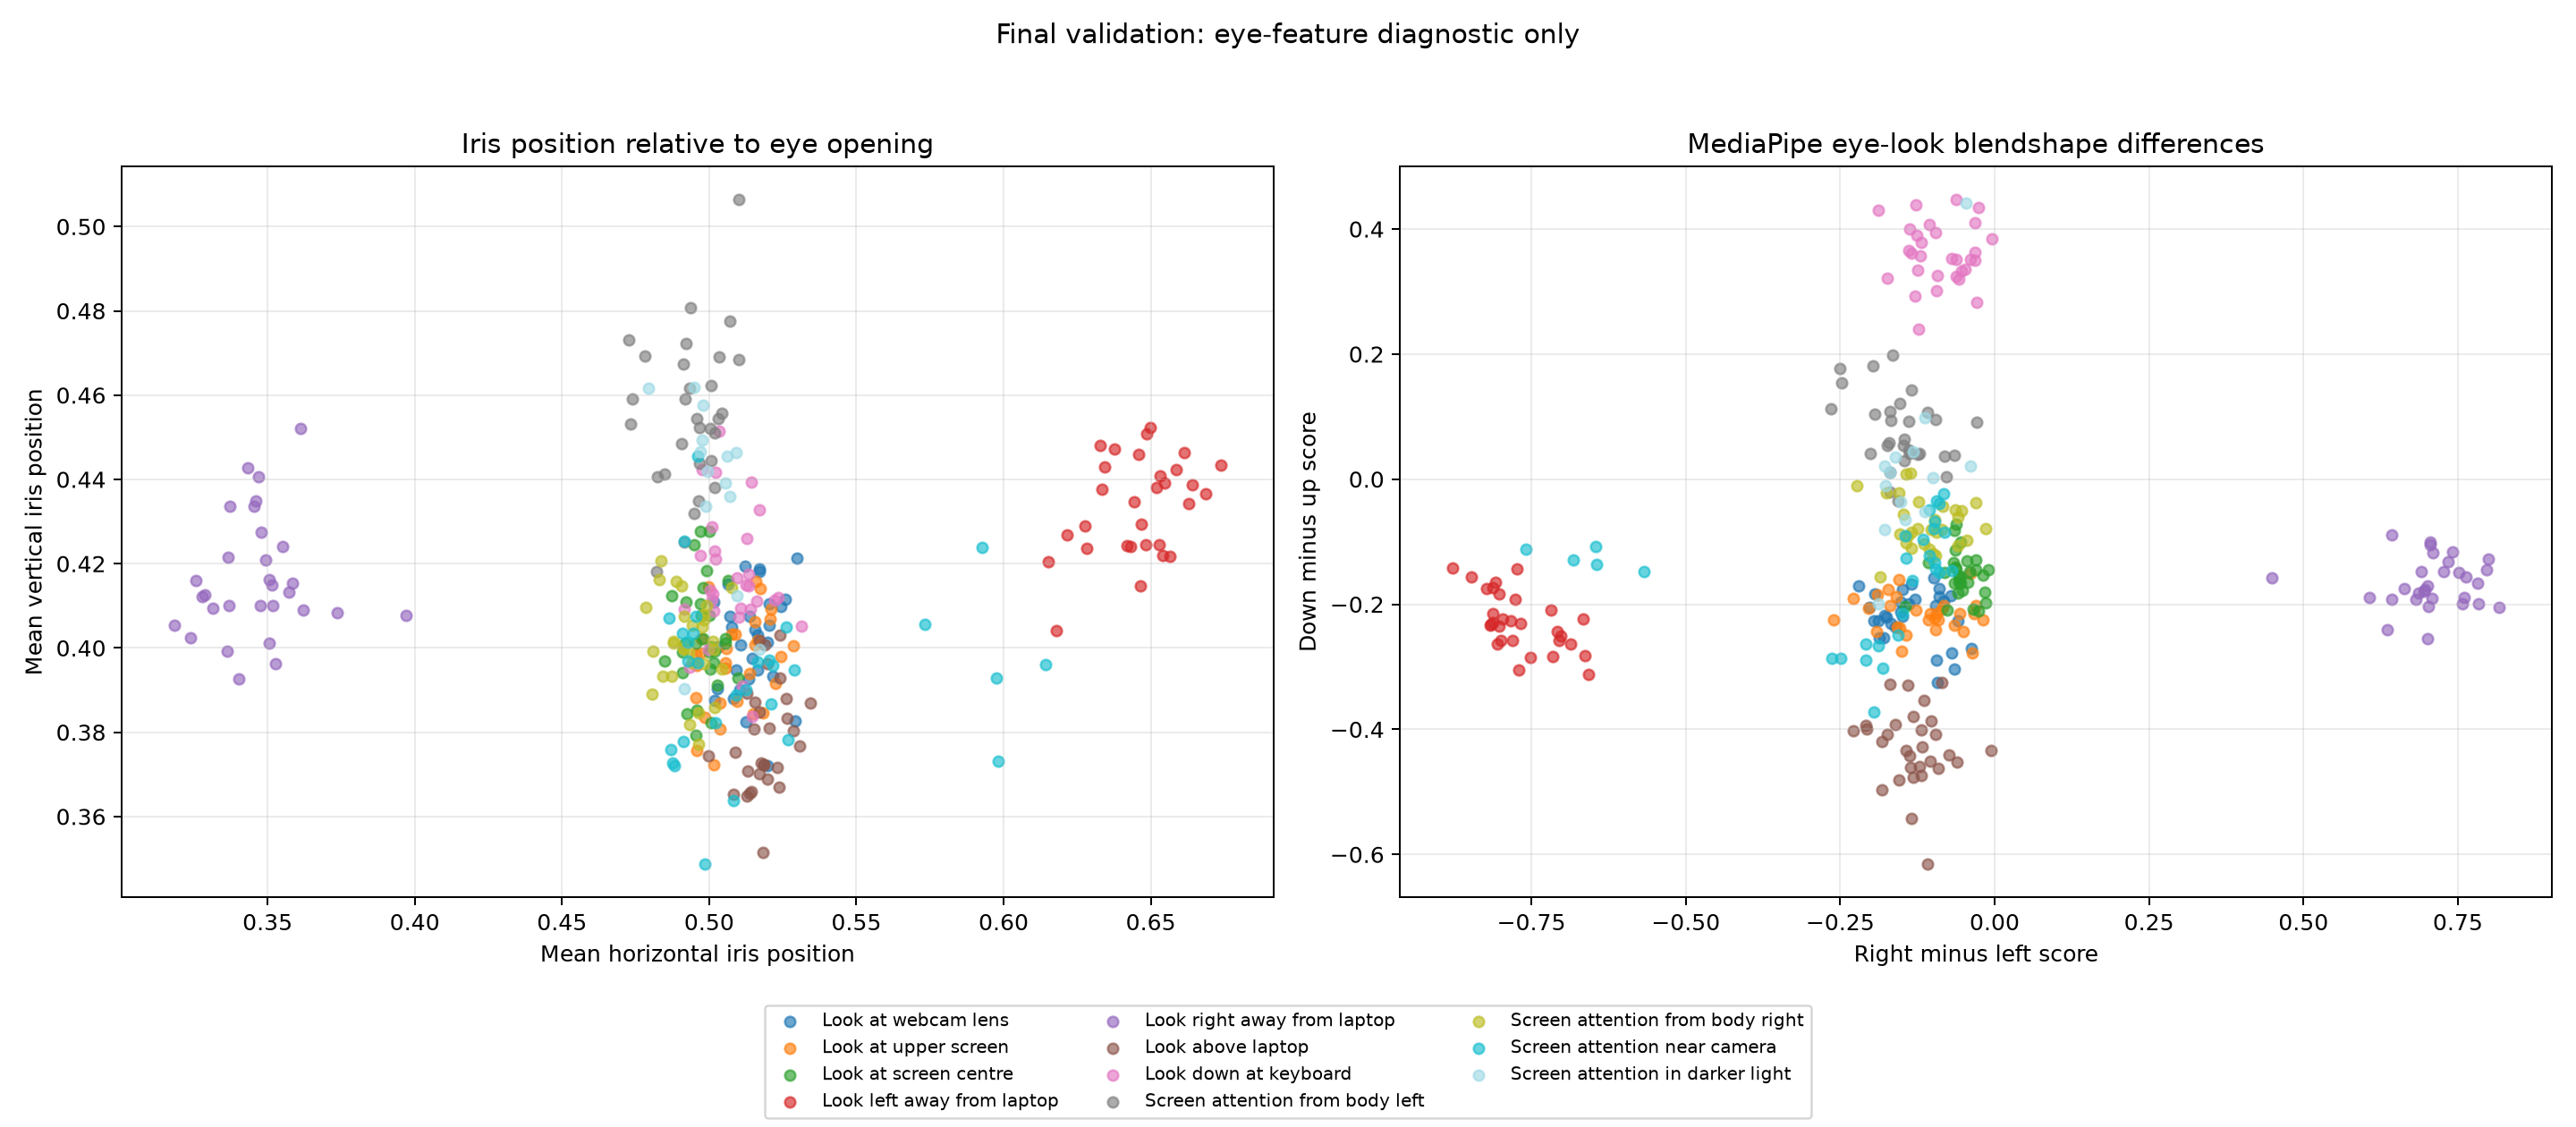 Final validation: eye-feature diagnostic only
Iris position relative to eye opening
Mean vertical iris position
0.50
0.48
0.46
0.44
0.42
0.40
0.38
0.36
0.35 0.40 0.45 0.50 0.55 0.60 0.65
Mean horizontal iris position
MediaPipe eye-look blendshape differences
Down minus up score
0.4
0.2
0.0
−0.2
−0.4
−0.6
−0.75 −0.50 −0.25 0.00 0.25 0.50 0.75
Right minus left score
Look at webcam lens
Look at upper screen
Look at screen centre
Look left away from laptop
Look right away from laptop
Look above laptop
Look down at keyboard
Screen attention from body left
Screen attention from body right
Screen attention near camera
Screen attention in darker light